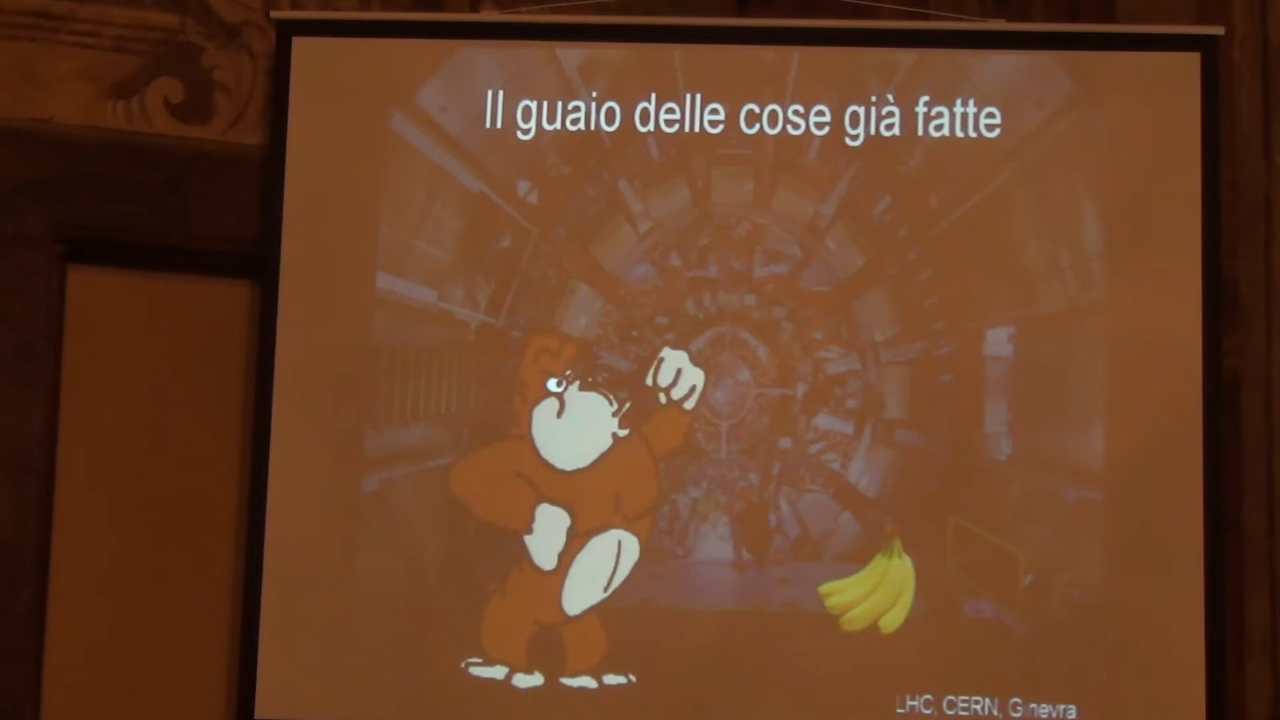 Il guaio delle cose già fatte
LHC, CERN, Ginevra